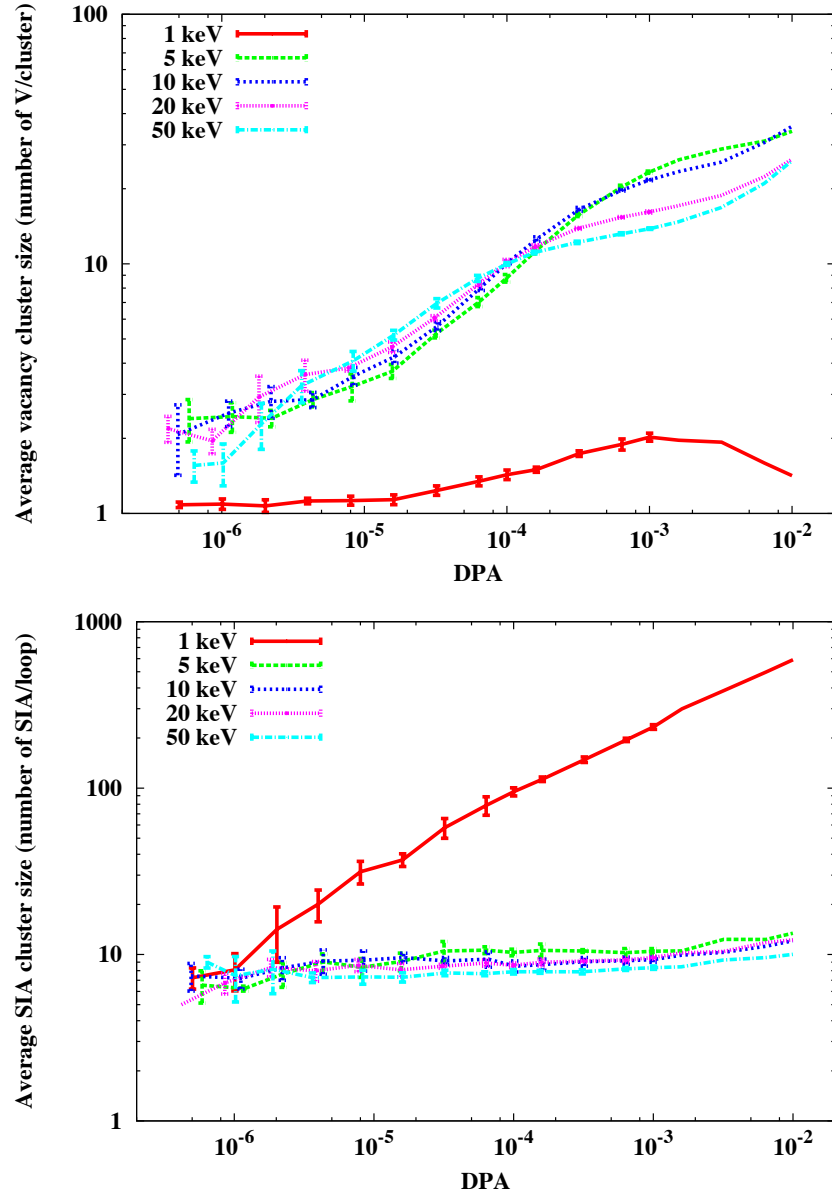 Average vacancy cluster size (number of V/cluster)
100
10
1
1 keV
5 keV
10 keV
20 keV
50 keV
10^-6 10^-5 10^-4 10^-3 10^-2
DPA
Average SIA cluster size (number of SIA/loop)
1000
100
10
1
1 keV
5 keV
10 keV
20 keV
50 keV
10^-6 10^-5 10^-4 10^-3 10^-2
DPA